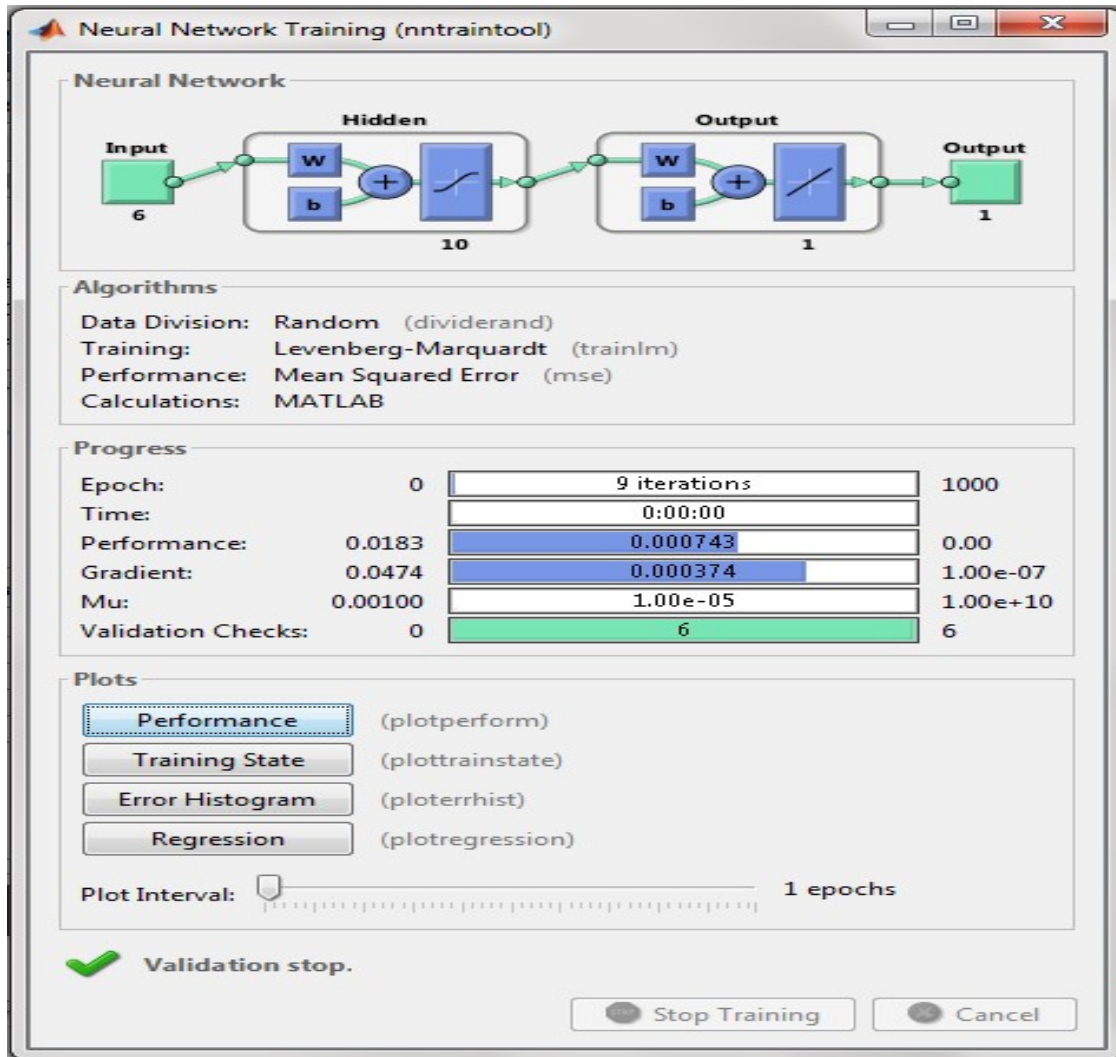 Neural Network Training (nntraintool)
Neural Network
Hidden Output
Input W b + W b + Output
6 10 1 1
Algorithms
Data Division: Random (dividerand)
Training: Levenberg-Marquardt (trainlm)
Performance: Mean Squared Error (mse)
Calculations: MATLAB
Progress
Epoch: 0 9 iterations 1000
Time: 0:00:00
Performance: 0.0183 0.000743 0.00
Gradient: 0.0474 0.000374 1.00e-07
Mu: 0.00100 1.00e-05 1.00e+10
Validation Checks: 0 6 6
Plots
Performance (plotperform)
Training State (plottrainstate)
Error Histogram (ploterrhist)
Regression (plotregression)
Plot Interval: 1 epochs
Validation stop.
Stop Training Cancel